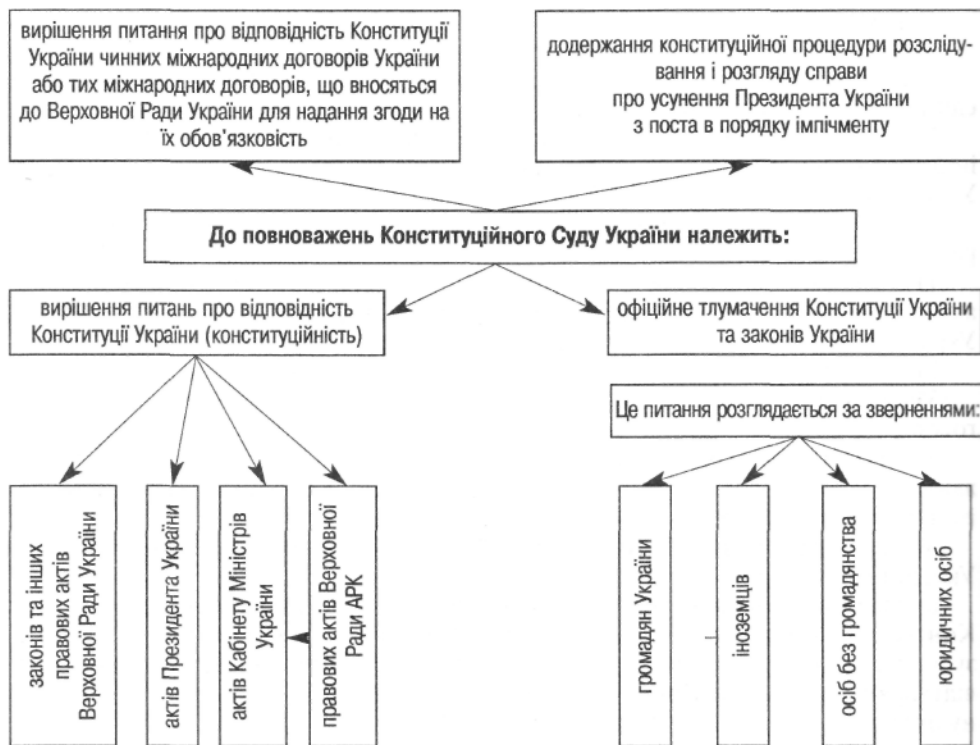 вирішення питання про відповідність Конституції
України чинних міжнародних договорів України
або тих міжнародних договорів, що вносяться
до Верховної Ради України для надання згоди на
їх обов'язковість
додержання конституційної процедури розсліду-
вання і розгляду справи
про усунення Президента України
з поста в порядку імпічменту
До повноважень Конституційного Суду України належить:
вирішення питань про відповідність
Конституції України (конституційність)
офіційне тлумачення Конституції України
та законів України
Це питання розглядається за зверненнями:
законів та інших
правових актів
Верховної Ради України
актів Президента України
актів Кабінету Міністрів
України
правових актів Верховної
Ради АРК
громадян України
іноземців
осіб без громадянства
юридичних осіб